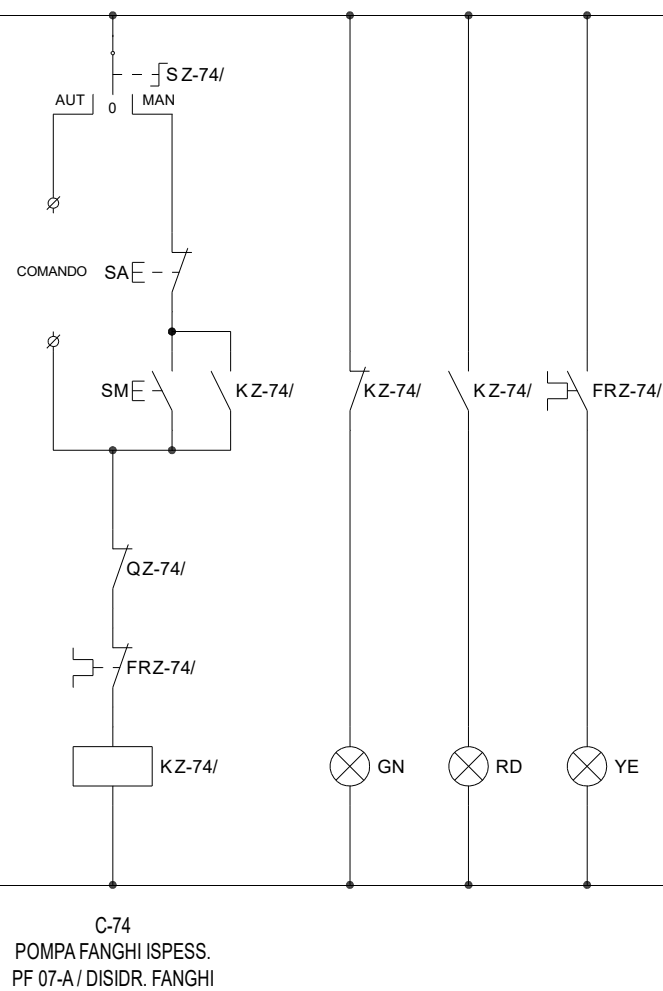 SZ-74/
AUT 0 MAN
COMANDO SA
SM KZ-74/ KZ-74/ KZ-74/ FRZ-74/
QZ-74/
FRZ-74/
KZ-74/ GN RD YE
C-74
POMPA FANGHI ISPESS.
PF 07-A / DISIDR. FANGHI